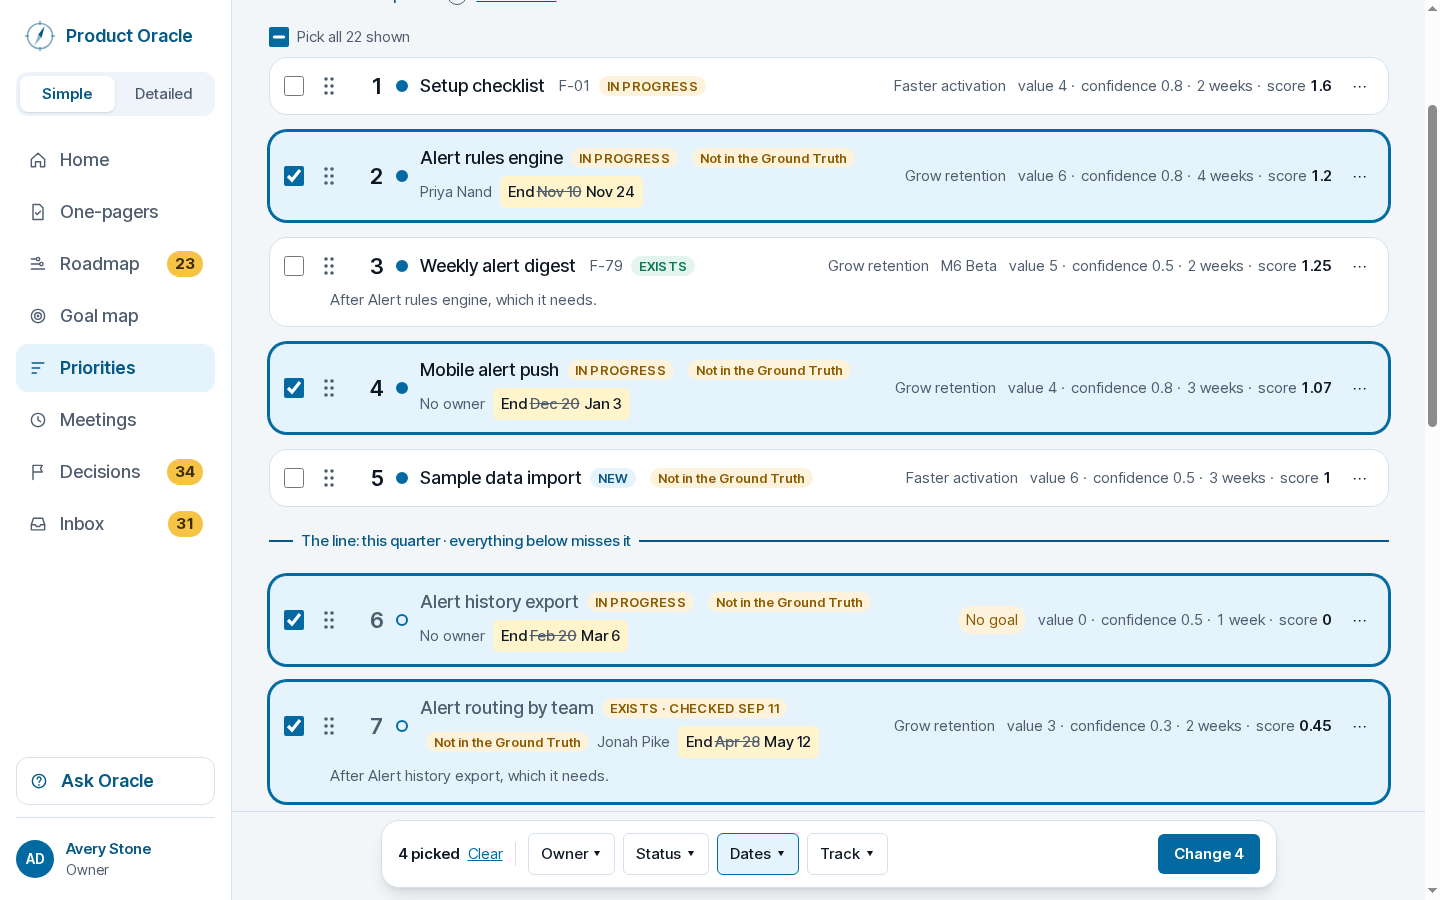 Product Oracle
Simple
Detailed
Home
One-pagers
Roadmap 23
Goal map
Priorities
Meetings
Decisions 34
Inbox 31
Ask Oracle
AD
Avery Stone
Owner
Pick all 22 shown
1 Setup checklist F-01 IN PROGRESS Faster activation value 4 · confidence 0.8 · 2 weeks · score 1.6 ...
2 Alert rules engine IN PROGRESS Not in the Ground Truth
Priya Nand End Nov 10 Nov 24
Grow retention value 6 · confidence 0.8 · 4 weeks · score 1.2 ...
3 Weekly alert digest F-79 EXISTS Grow retention M6 Beta value 5 · confidence 0.5 · 2 weeks · score 1.25 ...
After Alert rules engine, which it needs.
4 Mobile alert push IN PROGRESS Not in the Ground Truth
No owner End Dec 20 Jan 3
Grow retention value 4 · confidence 0.8 · 3 weeks · score 1.07 ...
5 Sample data import NEW Not in the Ground Truth Faster activation value 6 · confidence 0.5 · 3 weeks · score 1 ...
The line: this quarter · everything below misses it
6 Alert history export IN PROGRESS Not in the Ground Truth
No owner End Feb 20 Mar 6
No goal value 0 · confidence 0.5 · 1 week · score 0 ...
7 Alert routing by team EXISTS · CHECKED SEP 11
Not in the Ground Truth Jonah Pike End Apr 28 May 12
Grow retention value 3 · confidence 0.3 · 2 weeks · score 0.45 ...
After Alert history export, which it needs.
4 picked Clear Owner Status Dates Track Change 4